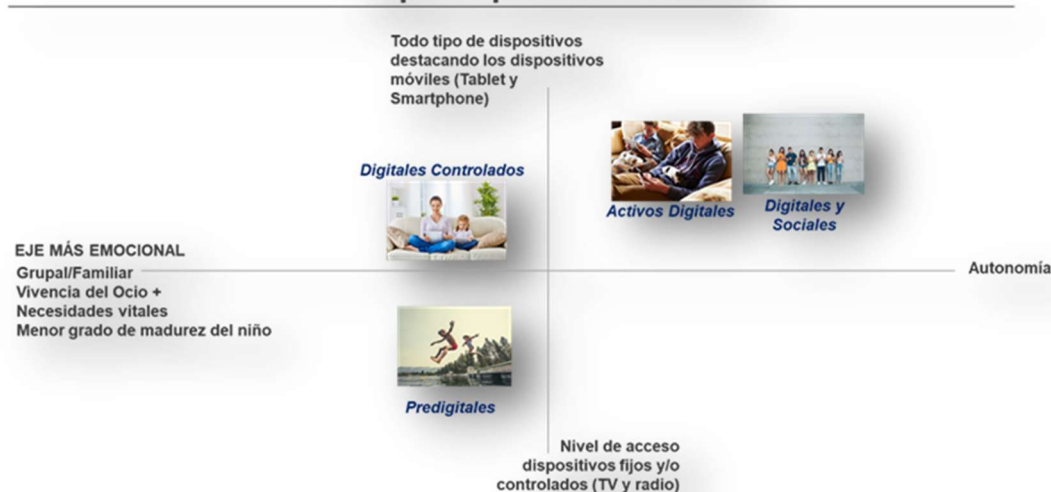 Todo tipo de dispositivos
destacando los dispositivos
móviles (Tablet y
Smartphone)
Digitales Controlados
Activos Digitales
Digitales y
Sociales
EJE MÁS EMOCIONAL
Grupal/Familiar
Vivencia del Ocio +
Necesidades vitales
Menor grado de madurez del niño
Autonomía
Predigitales
Nivel de acceso
dispositivos fijos y/o
controlados (TV y radio)